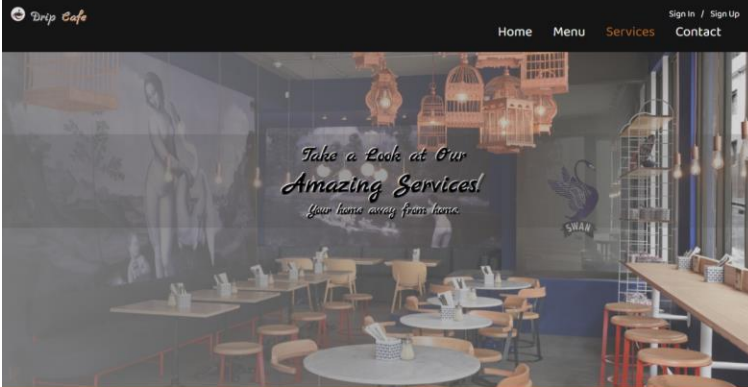 Drip Cafe
Sign In / Sign Up
Home Menu Services Contact
Take a Look at Our
Amazing Services!
Your home away from home.
SWAN